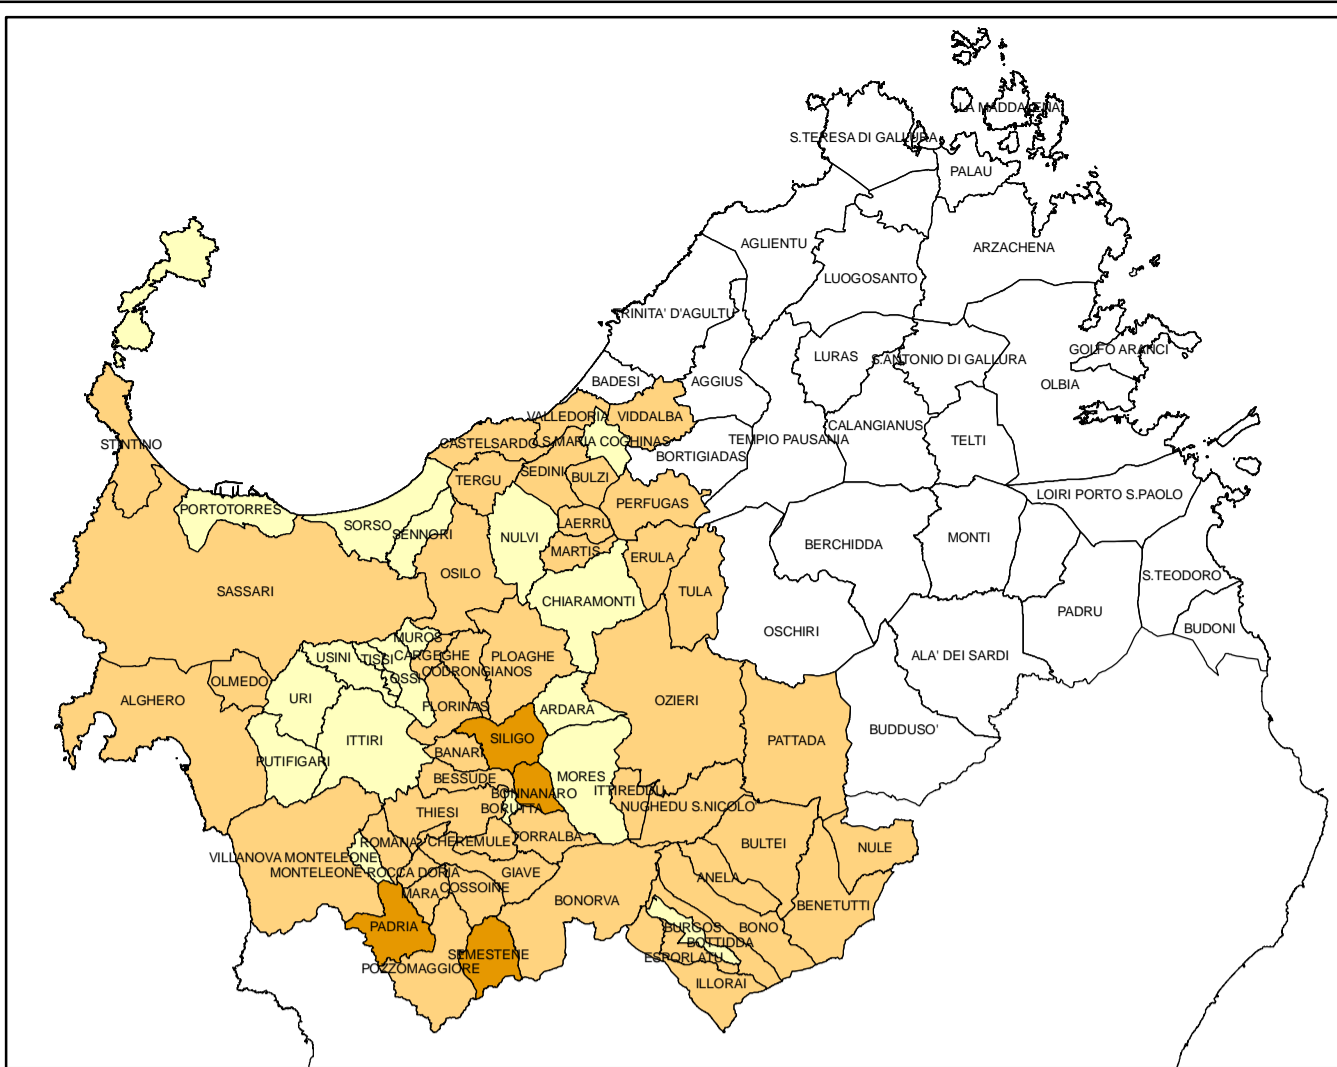 LA MADDALENA
S.TERESA DI GALLURA
PALAU
AGLIENTU
ARZACHENA
LUOGOSANTO
TRINITA' D'AGULTU
GOLFO ARANCI
LURAS
S.ANTONIO DI GALLURA
BADESI
AGGIUS
OLBIA
VALLEDORIA
VIDDALBA
CALANGIANUS
STINTINO
CASTELSARDO
S.MARIA COGHINAS
TEMPIO PAUSANIA
TELTI
BORTIGIADAS
SEDINI
BULZI
TERGU
LOIRI PORTO S.PAOLO
PERFUGAS
PORTOTORRES
SORSO
LAERRU
SENNORI
NULVI
MONTI
BERCHIDDA
MARTIS
ERULA
OSILO
S.TEODORO
SASSARI
TULA
CHIARAMONTI
PADRU
BUDONI
OSCHIRI
MUROS
CARGEGHE
PLOAGHE
ALA' DEI SARDI
USINI
TISSI
CODRONGIANOS
OSSI
OLMEDO
ALGHERO
URI
OZIERI
FLORINAS
ARDARA
BUDDUSO'
ITTIRI
SILIGO
PATTADA
BANARI
PUTIFIGARI
BESSUDE
MORES
ITTIREDDU
BONNANARO
NUGHEDU S.NICOLO'
BORUTTA
THIESI
TORRALBA
ROMANA
CHEREMULE
BULTEI
NULE
VILLANOVA MONTELEONE
MONTELEONE ROCCA DORIA
GIAVE
ANELA
COSSOINE
MARA
BONORVA
BENETUTTI
PADRIA
BURGOS
BONO
BOTTIDDA
SEMESTENE
ESPORLATU
POZZOMAGGIORE
ILLORAI